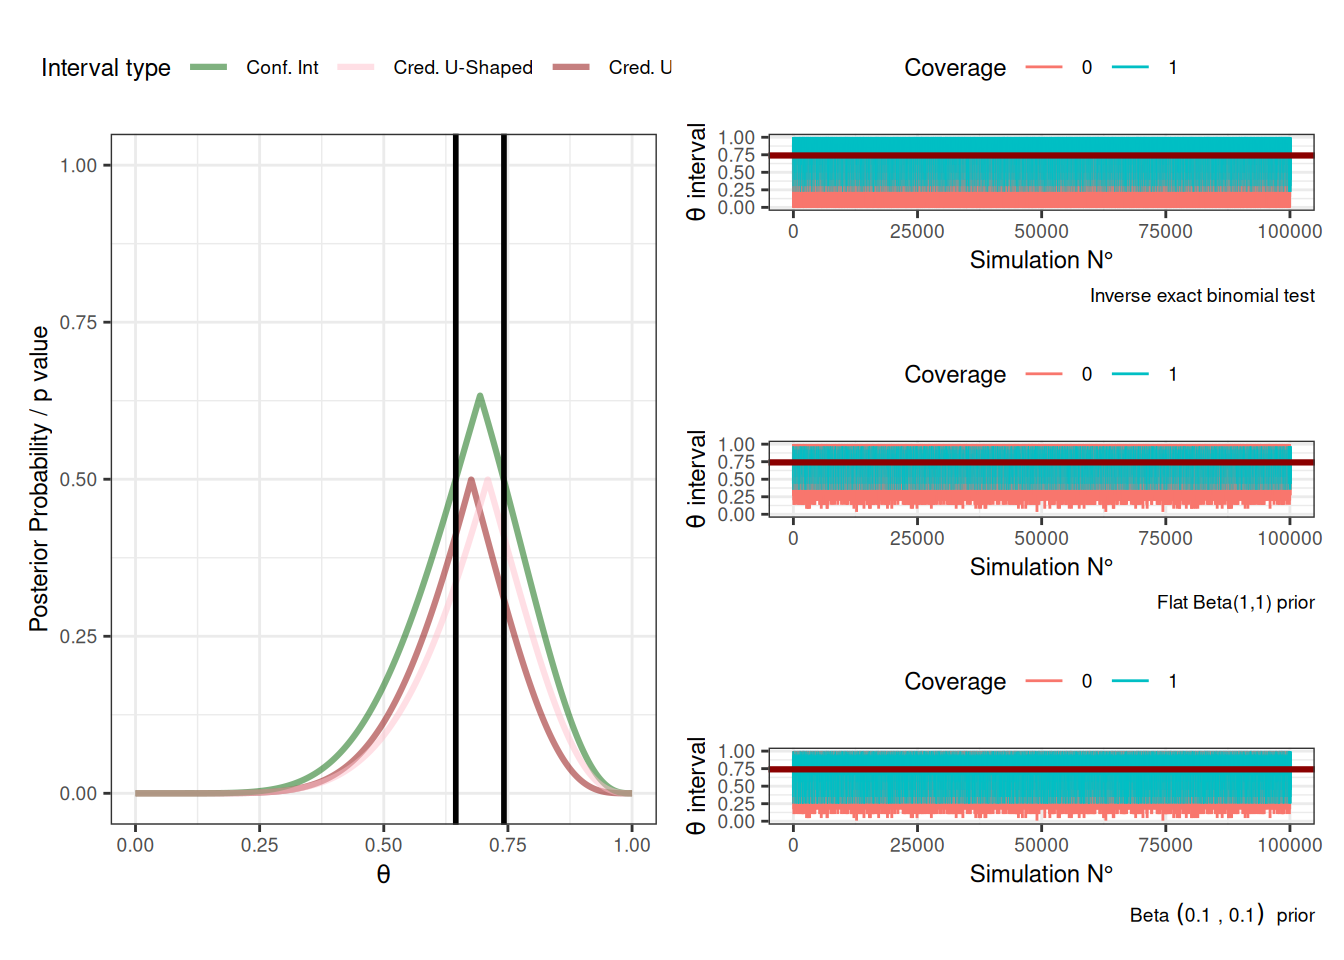 Interval type Conf. Int Cred. U-Shaped Cred. U
1.00
0.75
0.50
0.25
0.00
Posterior Probability / p value
0.00 0.25 0.50 0.75 1.00
θ
Coverage 0 1
1.00
0.75
0.50
0.25
0.00
θ interval
0 25000 50000 75000 100000
Simulation N°
Inverse exact binomial test
Coverage 0 1
1.00
0.75
0.50
0.25
0.00
θ interval
0 25000 50000 75000 100000
Simulation N°
Flat Beta(1,1) prior
Coverage 0 1
1.00
0.75
0.50
0.25
0.00
θ interval
0 25000 50000 75000 100000
Simulation N°
Beta (0.1 , 0.1) prior